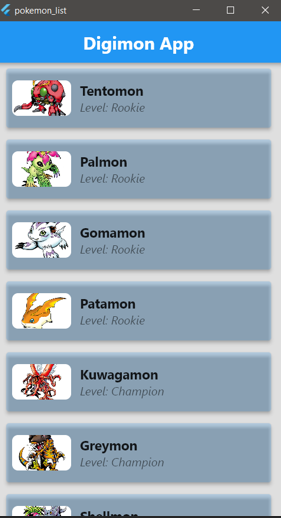 pokemon_list
Digimon App
Tentomon
Level: Rookie
Palmon
Level: Rookie
Gomamon
Level: Rookie
Patamon
Level: Rookie
Kuwagamon
Level: Champion
Greymon
Level: Champion
Shellmon